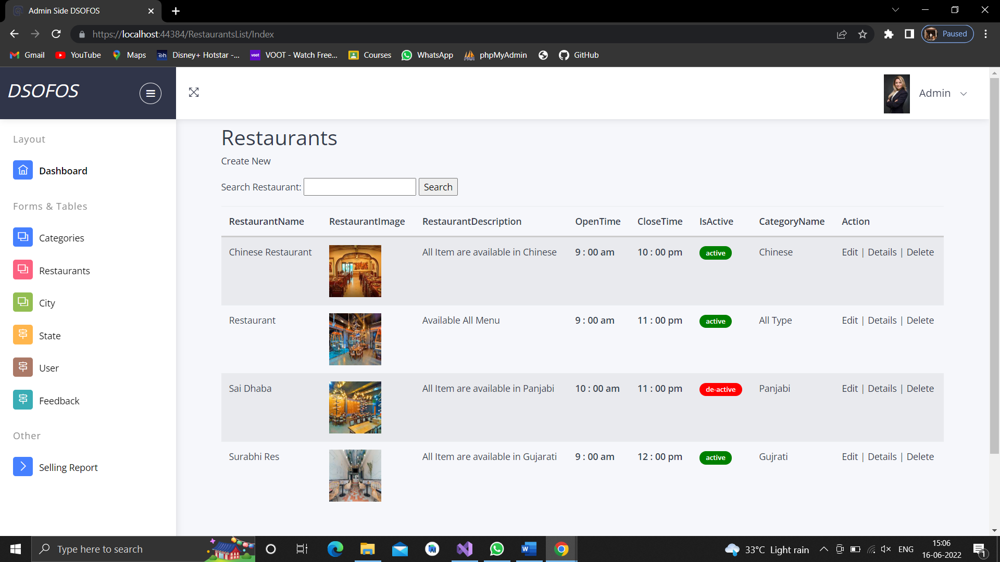 Admin Side DSOFOS
https://localhost:44384/RestaurantsList/Index
Paused
Gmail
YouTube
Maps
Disney+ Hotstar -...
VOOT - Watch Free...
Courses
WhatsApp
phpMyAdmin
GitHub
DSOFOS
Admin
Layout
Dashboard
Forms & Tables
Categories
Restaurants
City
State
User
Feedback
Other
Selling Report
Restaurants
Create New
Search Restaurant: Search
RestaurantName RestaurantImage RestaurantDescription OpenTime CloseTime IsActive CategoryName Action
Chinese Restaurant All Item are available in Chinese 9 : 00 am 10 : 00 pm active Chinese Edit | Details | Delete
Restaurant Available All Menu 9 : 00 am 11 : 00 pm active All Type Edit | Details | Delete
Sai Dhaba All Item are available in Panjabi 10 : 00 am 11 : 00 pm de-active Panjabi Edit | Details | Delete
Surabhi Res All Item are available in Gujarati 9 : 00 am 12 : 00 pm active Gujrati Edit | Details | Delete
Type here to search
33°C Light rain
ENG
15:06
16-06-2022
1